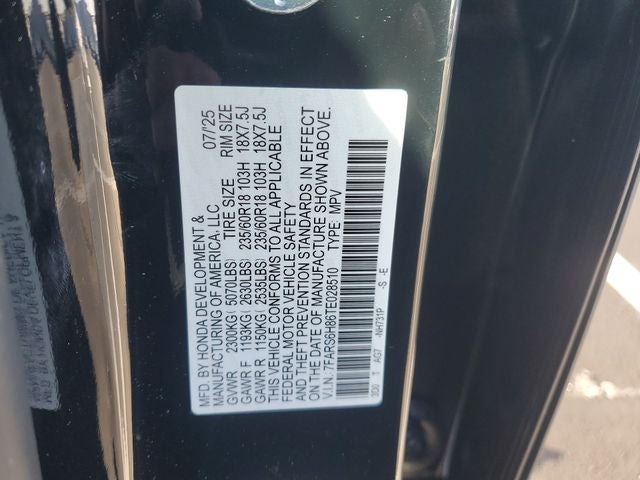 MFD. BY HONDA DEVELOPMENT & 07/'25
MANUFACTURING OF AMERICA, LLC
TIRE SIZE RIM SIZE
GVWR 2300KG ( 5070LBS)
GAWR F 1193KG ( 2630LBS) 235/60R18 103H 18X7.5J
GAWR R 1150KG ( 2535LBS) 235/60R18 103H 18X7.5J
THIS VEHICLE CONFORMS TO ALL APPLICABLE
FEDERAL MOTOR VEHICLE SAFETY
AND THEFT PREVENTION STANDARDS IN EFFECT
ON THE DATE OF MANUFACTURE SHOWN ABOVE.
V.I.N.: 7FARS6H86TE028510 TYPE: MPV
3D0 T AG7 -NH731P -S -E